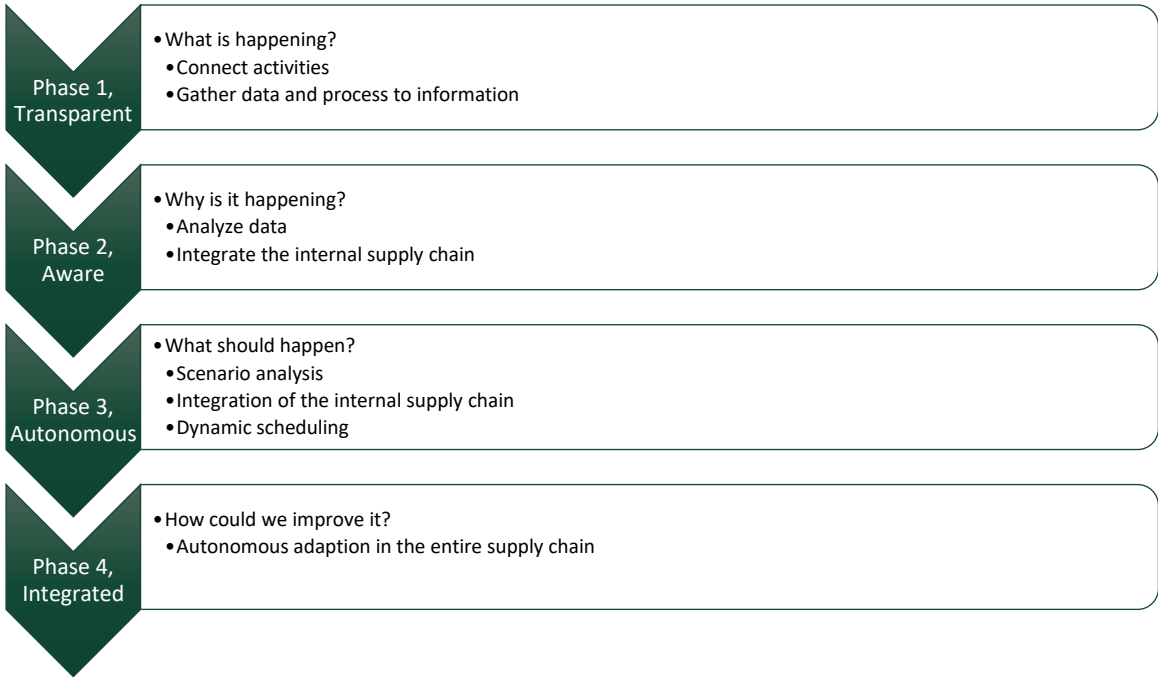 Phase 1,
Transparent
•What is happening?
•Connect activities
•Gather data and process to information
Phase 2,
Aware
•Why is it happening?
•Analyze data
•Integrate the internal supply chain
Phase 3,
Autonomous
•What should happen?
•Scenario analysis
•Integration of the internal supply chain
•Dynamic scheduling
Phase 4,
Integrated
•How could we improve it?
•Autonomous adaption in the entire supply chain